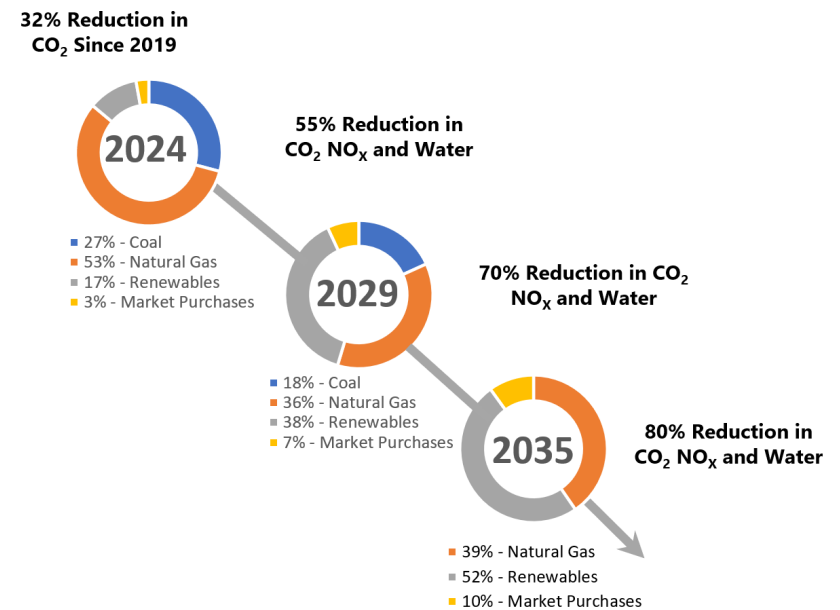 32% Reduction in
CO₂ Since 2019
2024
27% - Coal
53% - Natural Gas
17% - Renewables
3% - Market Purchases
55% Reduction in
CO₂ NOₓ and Water
2029
18% - Coal
36% - Natural Gas
38% - Renewables
7% - Market Purchases
70% Reduction in CO₂
NOₓ and Water
2035
39% - Natural Gas
52% - Renewables
10% - Market Purchases
80% Reduction in
CO₂ NOₓ and Water